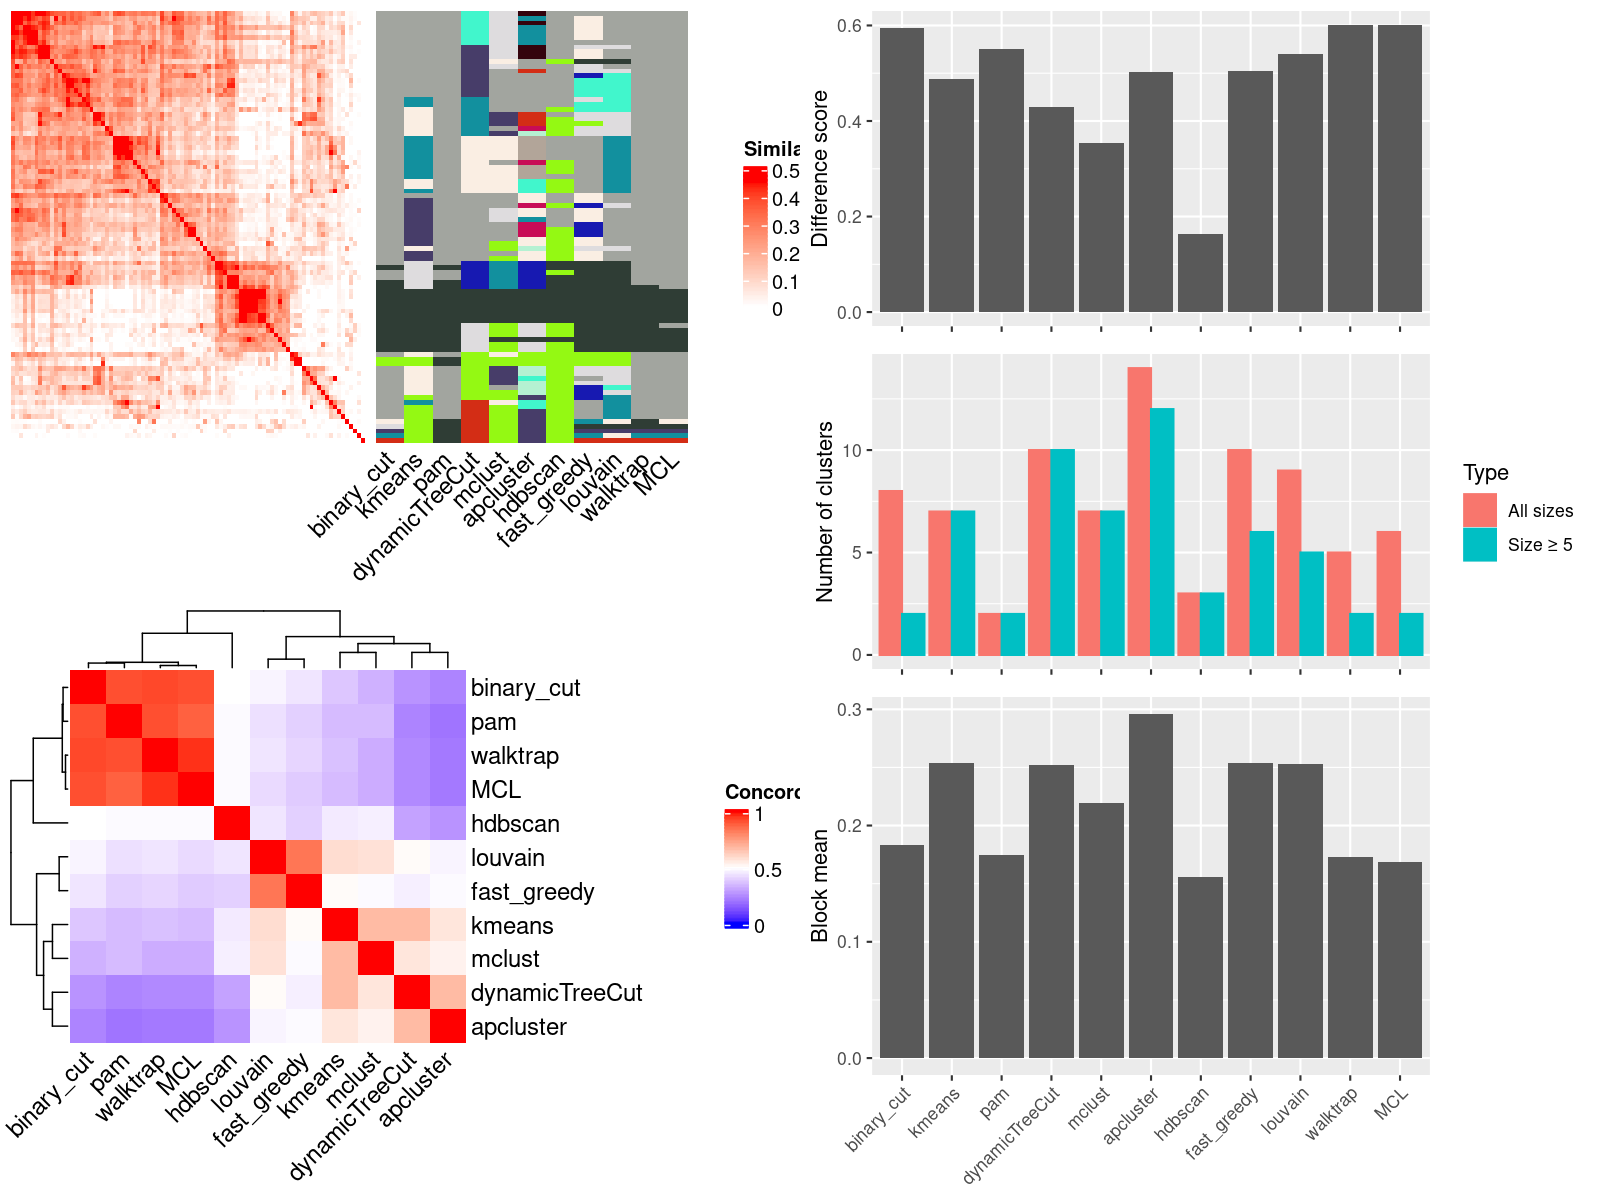 Simila
0.5
0.4
0.3
0.2
0.1
0
binary_cut
kmeans
pam
dynamicTreeCut
mclust
apcluster
hdbscan
fast_greedy
louvain
walktrap
MCL
binary_cut
pam
walktrap
MCL
hdbscan
louvain
fast_greedy
kmeans
mclust
dynamicTreeCut
apcluster
binary_cut
pam
walktrap
MCL
hdbscan
louvain
fast_greedy
kmeans
mclust
dynamicTreeCut
apcluster
Concord
1
0.5
0
Difference score
0.6
0.4
0.2
0.0
Number of clusters
10
5
0
Type
All sizes
Size ≥ 5
Block mean
0.3
0.2
0.1
0.0
binary_cut
kmeans
pam
dynamicTreeCut
mclust
apcluster
hdbscan
fast_greedy
louvain
walktrap
MCL